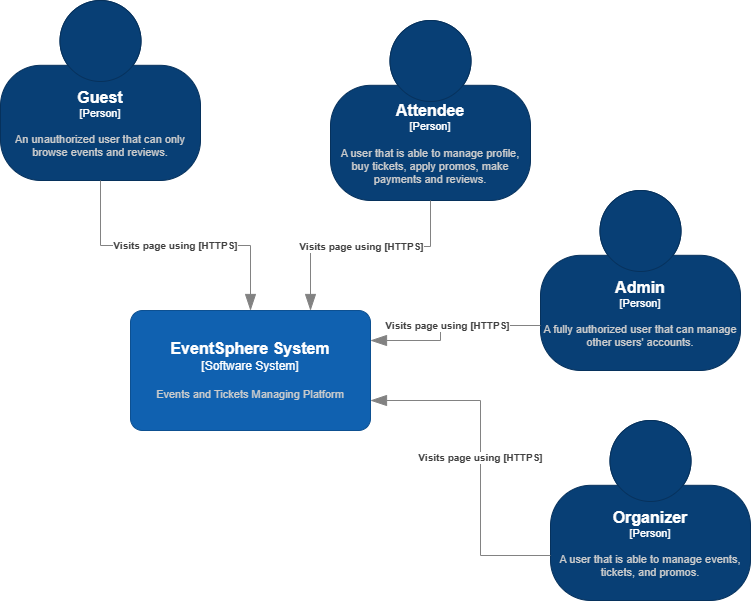 Guest
[Person]
An unauthorized user that can only
browse events and reviews.
Attendee
[Person]
A user that is able to manage profile,
buy tickets, apply promos, make
payments and reviews.
Visits page using [HTTPS]
Visits page using [HTTPS]
Admin
[Person]
A fully authorized user that can manage
other users' accounts.
Visits page using [HTTPS]
EventSphere System
[Software System]
Events and Tickets Managing Platform
Visits page using [HTTPS]
Organizer
[Person]
A user that is able to manage events,
tickets, and promos.